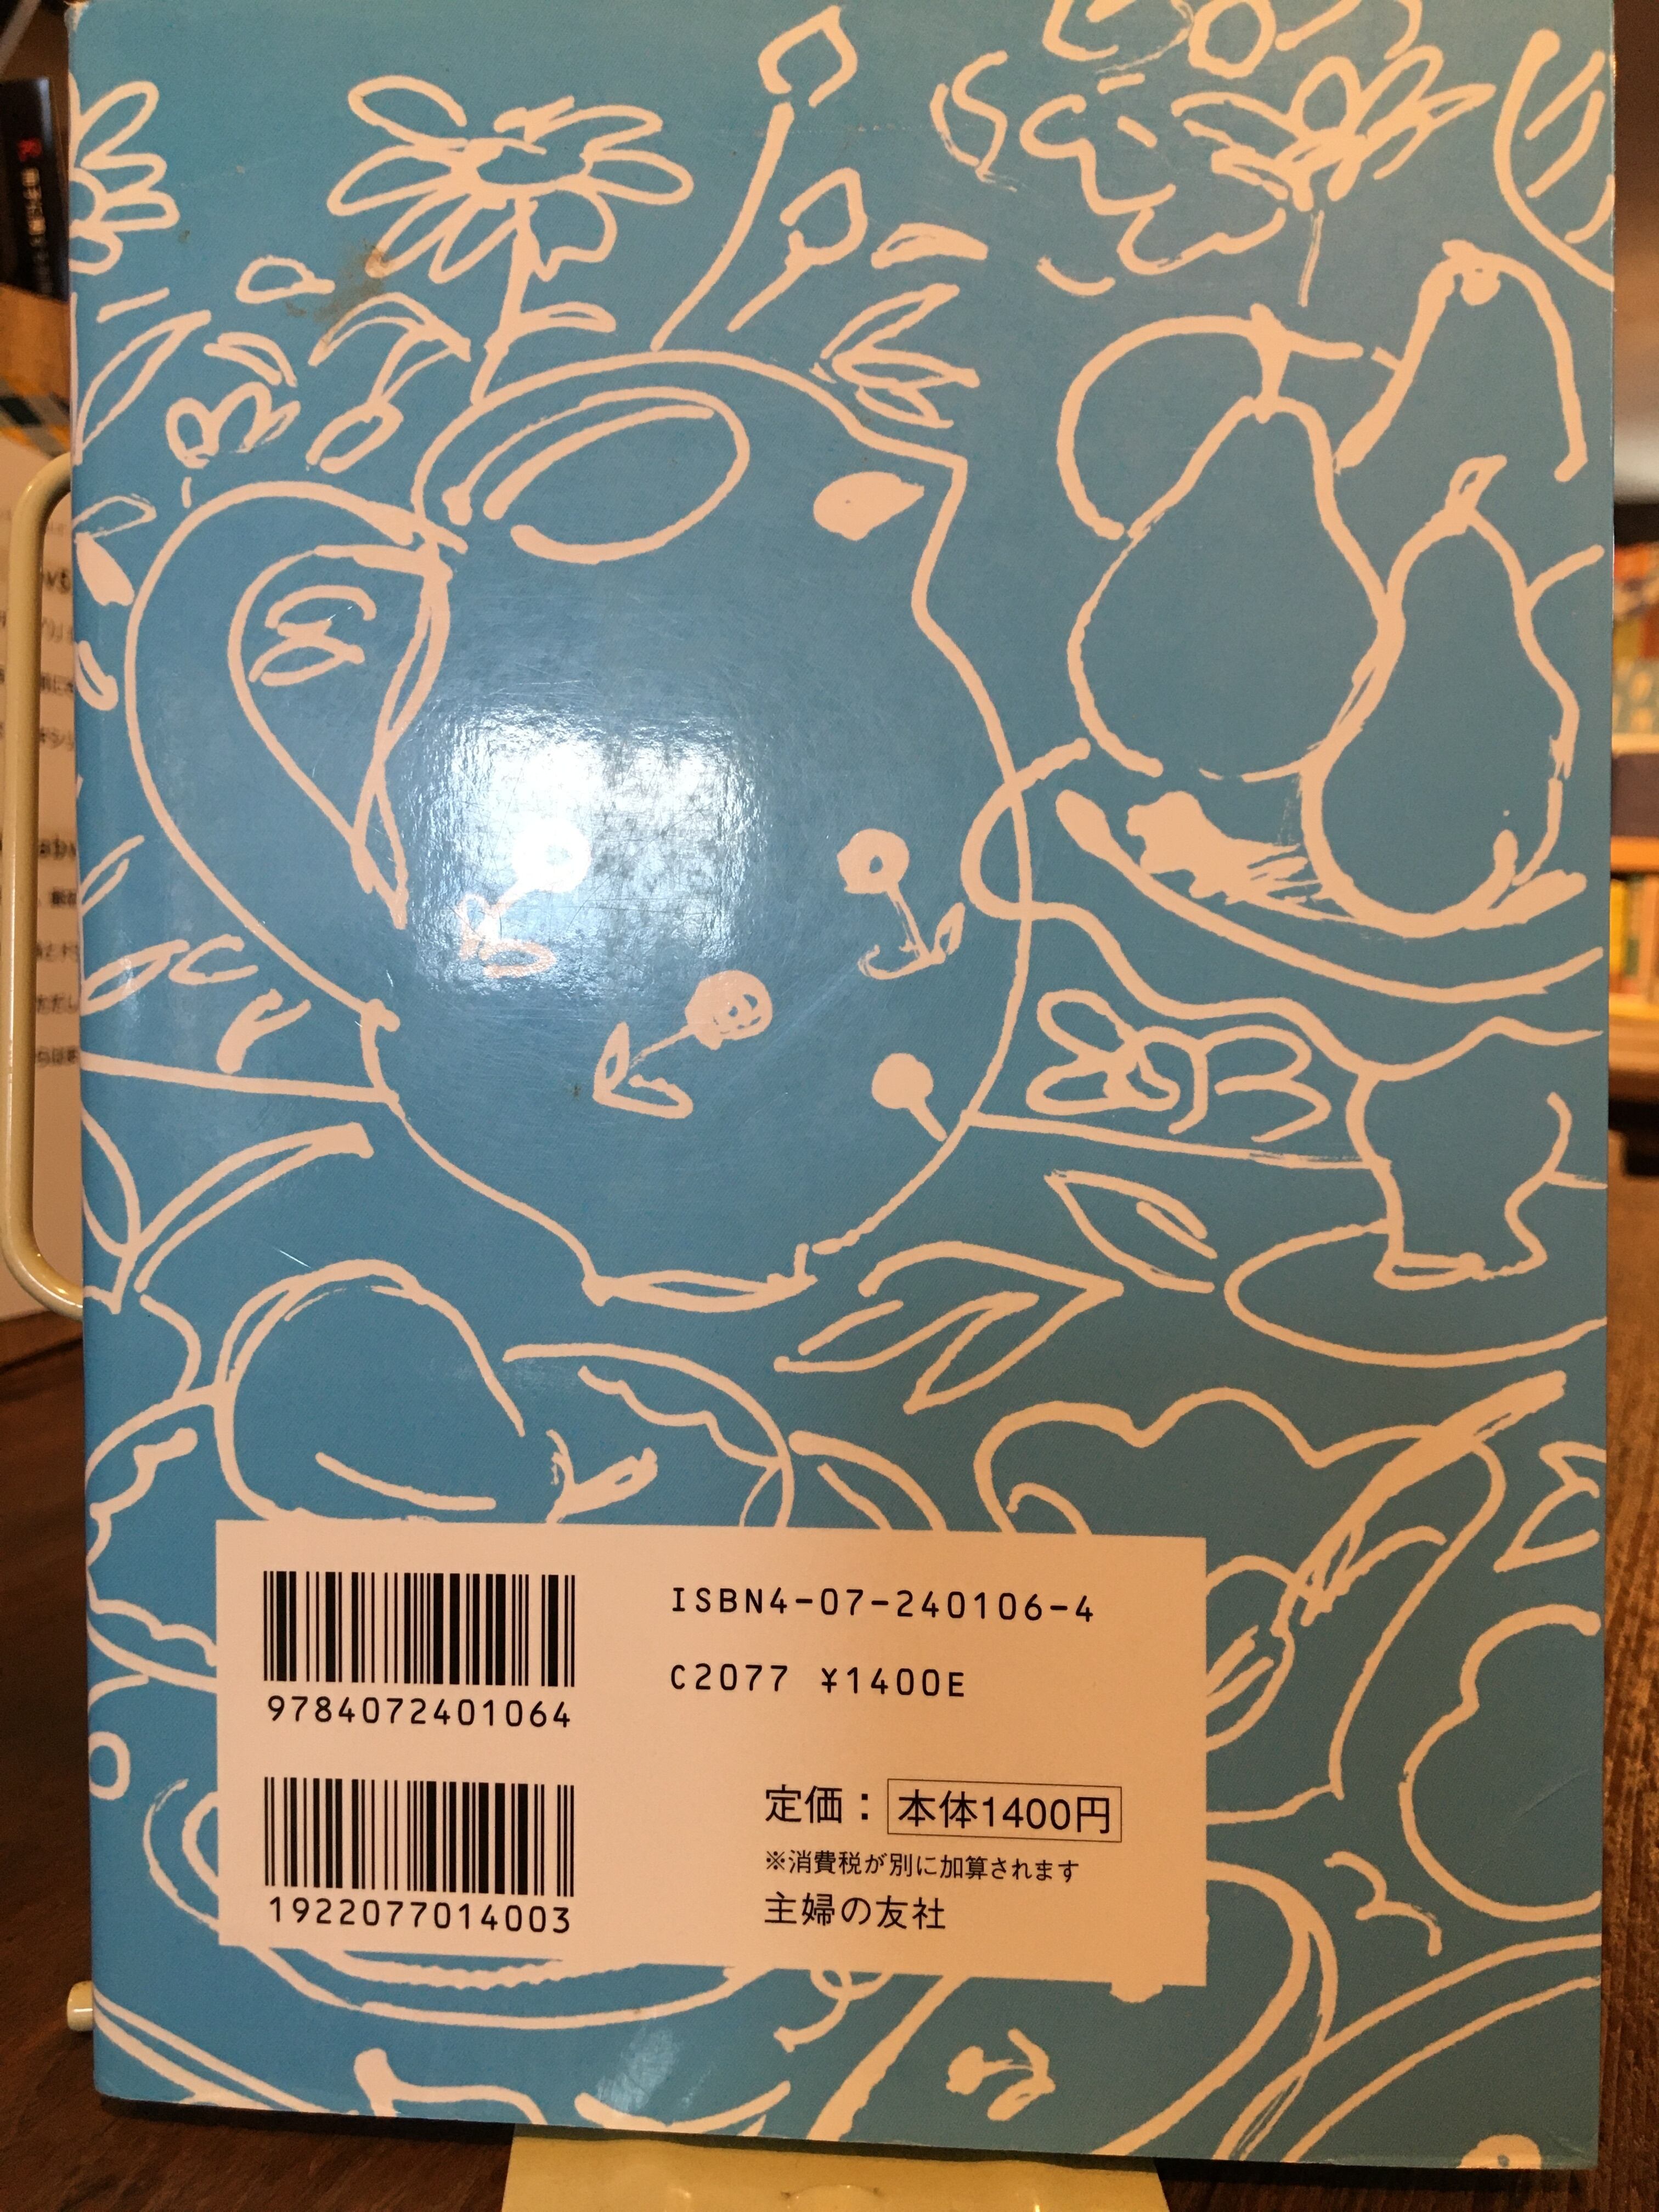 ISBN4-07-240106-4
C2077 ¥1400E
9784072401064
1922077014003
定価：本体1400円
※消費税が別に加算されます
主婦の友社